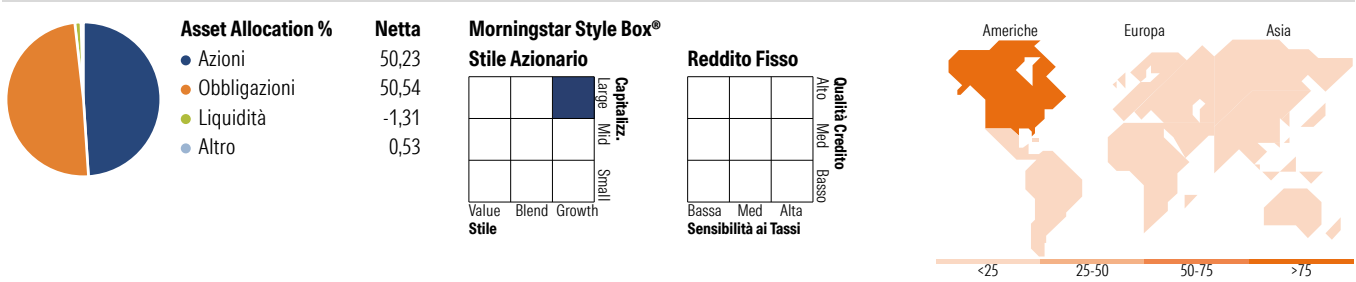 Asset Allocation % Netta
Azioni 50,23
Obbligazioni 50,54
Liquidità -1,31
Altro 0,53
Morningstar Style Box®
Stile Azionario
Large
Mid
Small
Capitalizz.
Value Blend Growth
Stile
Reddito Fisso
Alto
Med
Basso
Qualità Credito
Bassa Med Alta
Sensibilità ai Tassi
Americhe Europa Asia
<25 25-50 50-75 >75